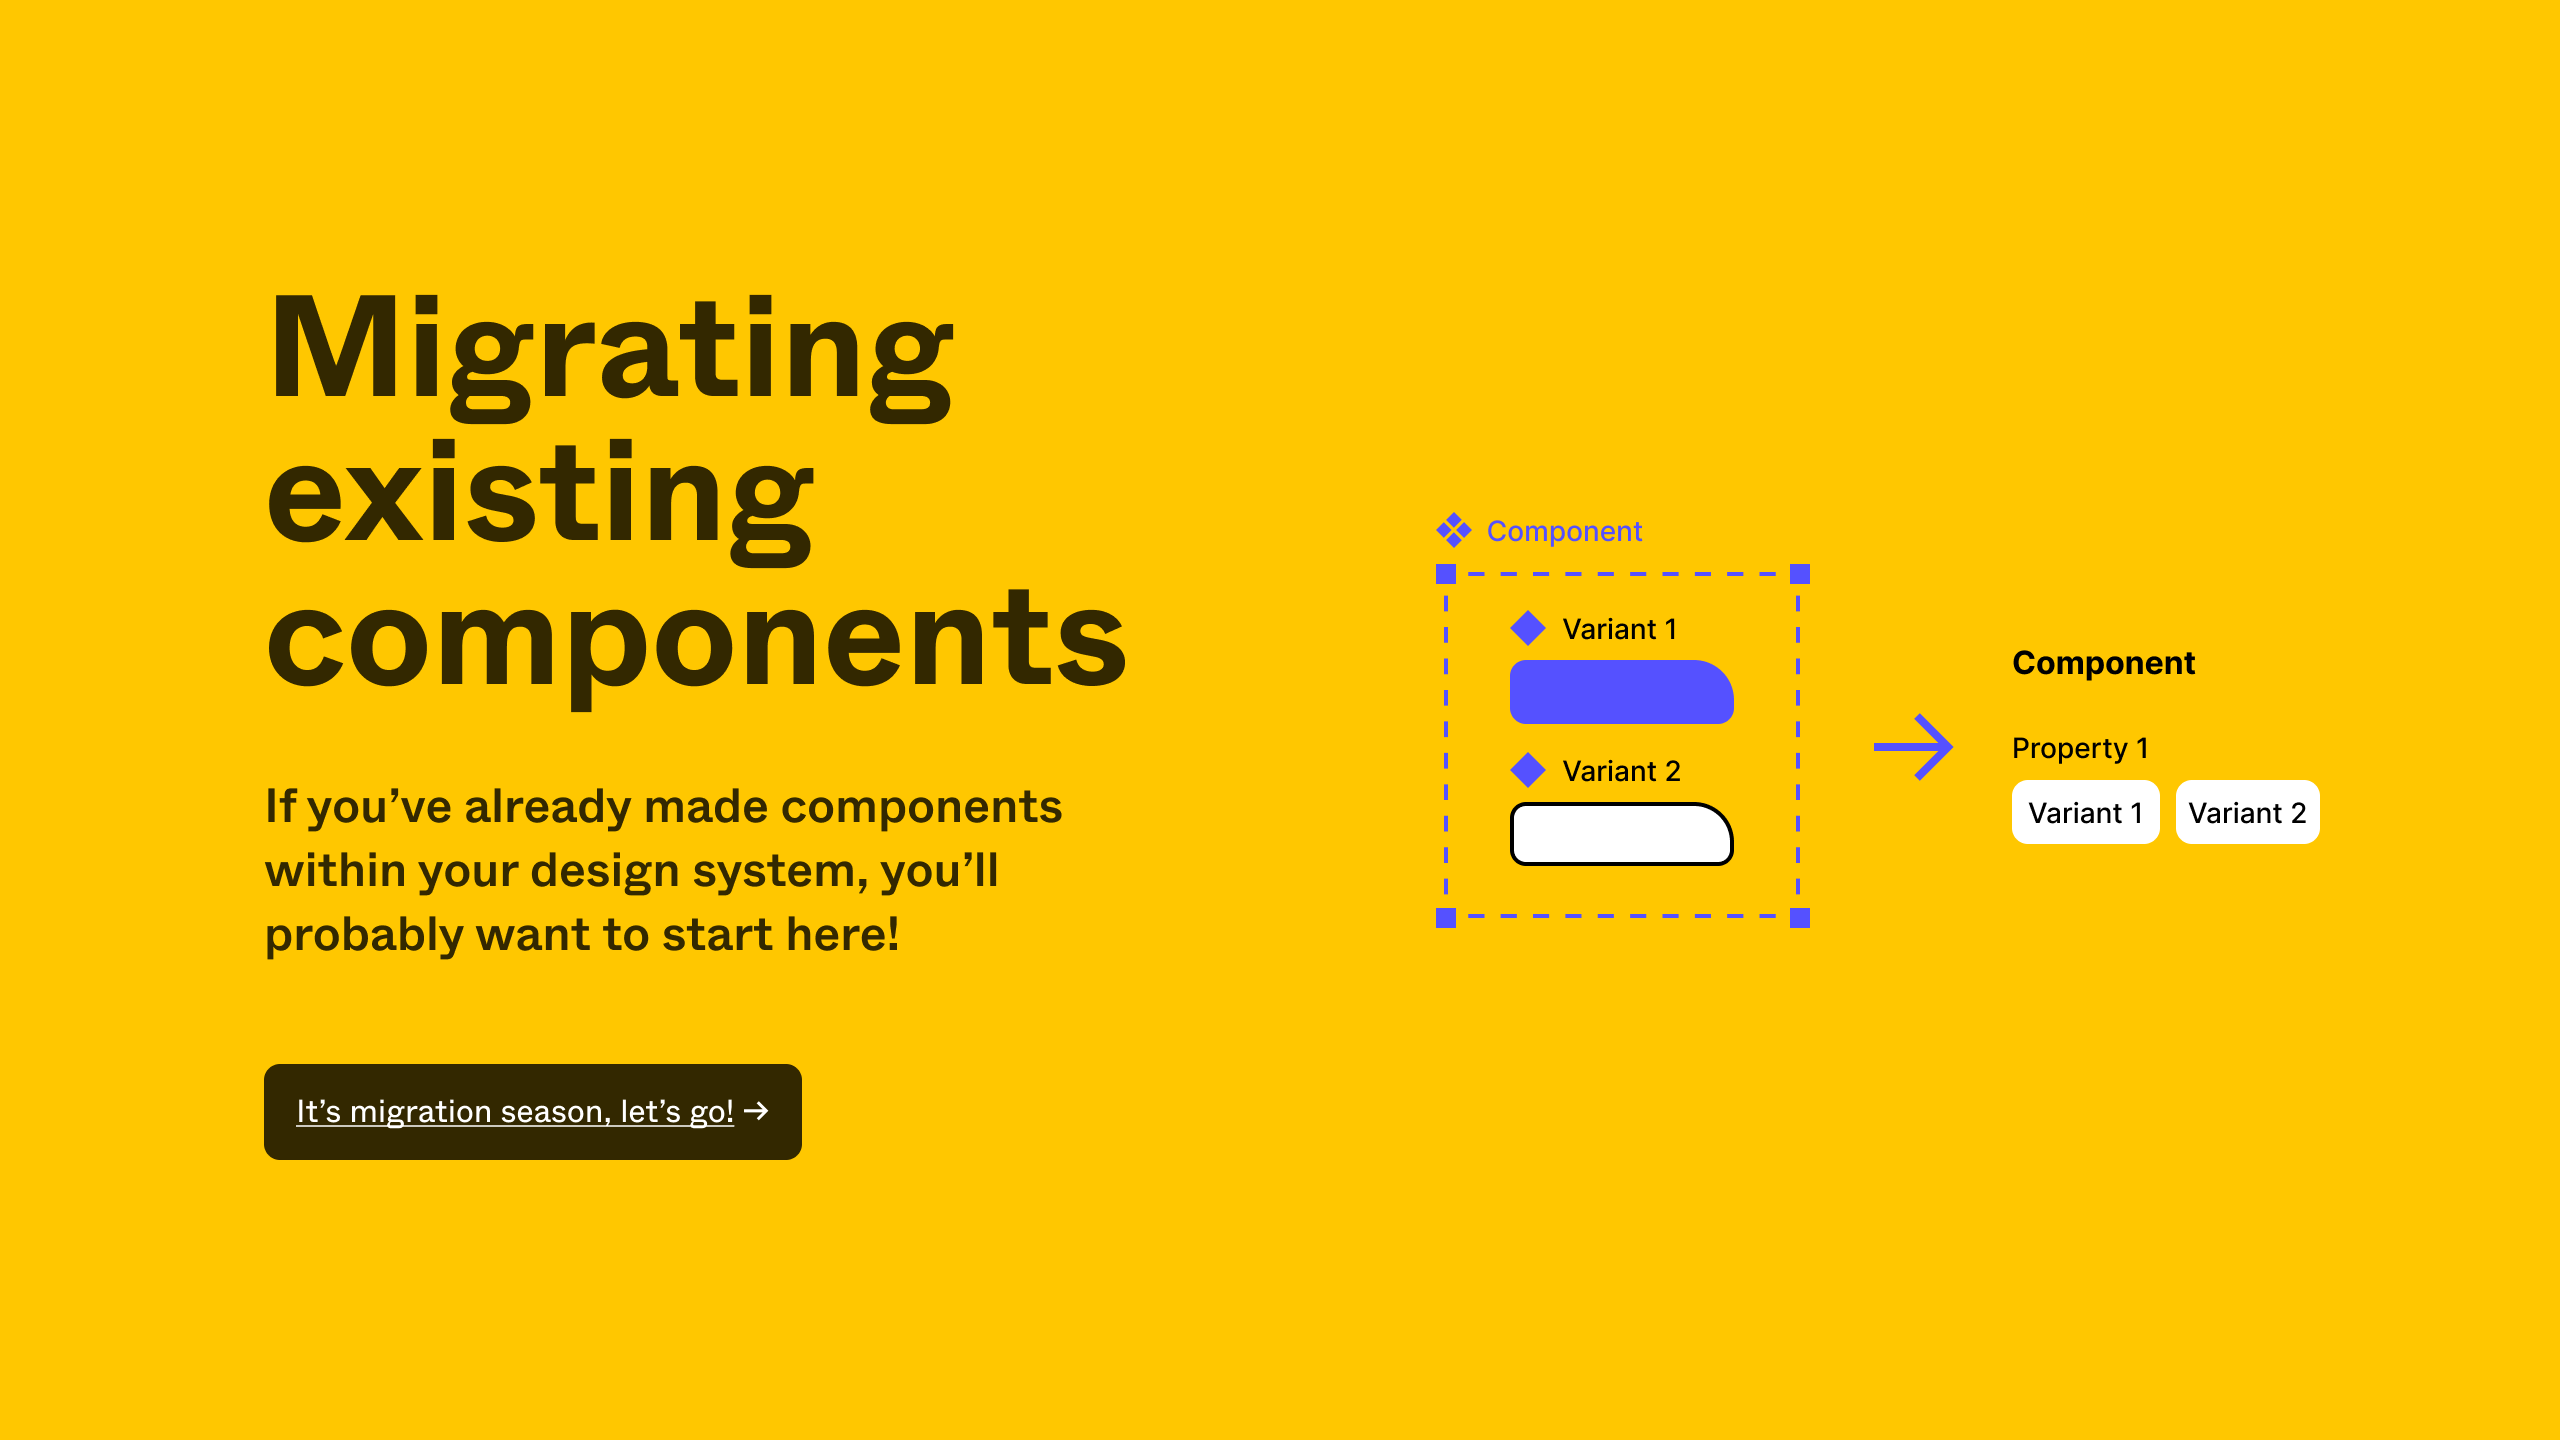 Migrating
existing
components
If you’ve already made components
within your design system, you’ll
probably want to start here!
It’s migration season, let’s go! →
Component
Variant 1
Variant 2
Component
Property 1
Variant 1 Variant 2